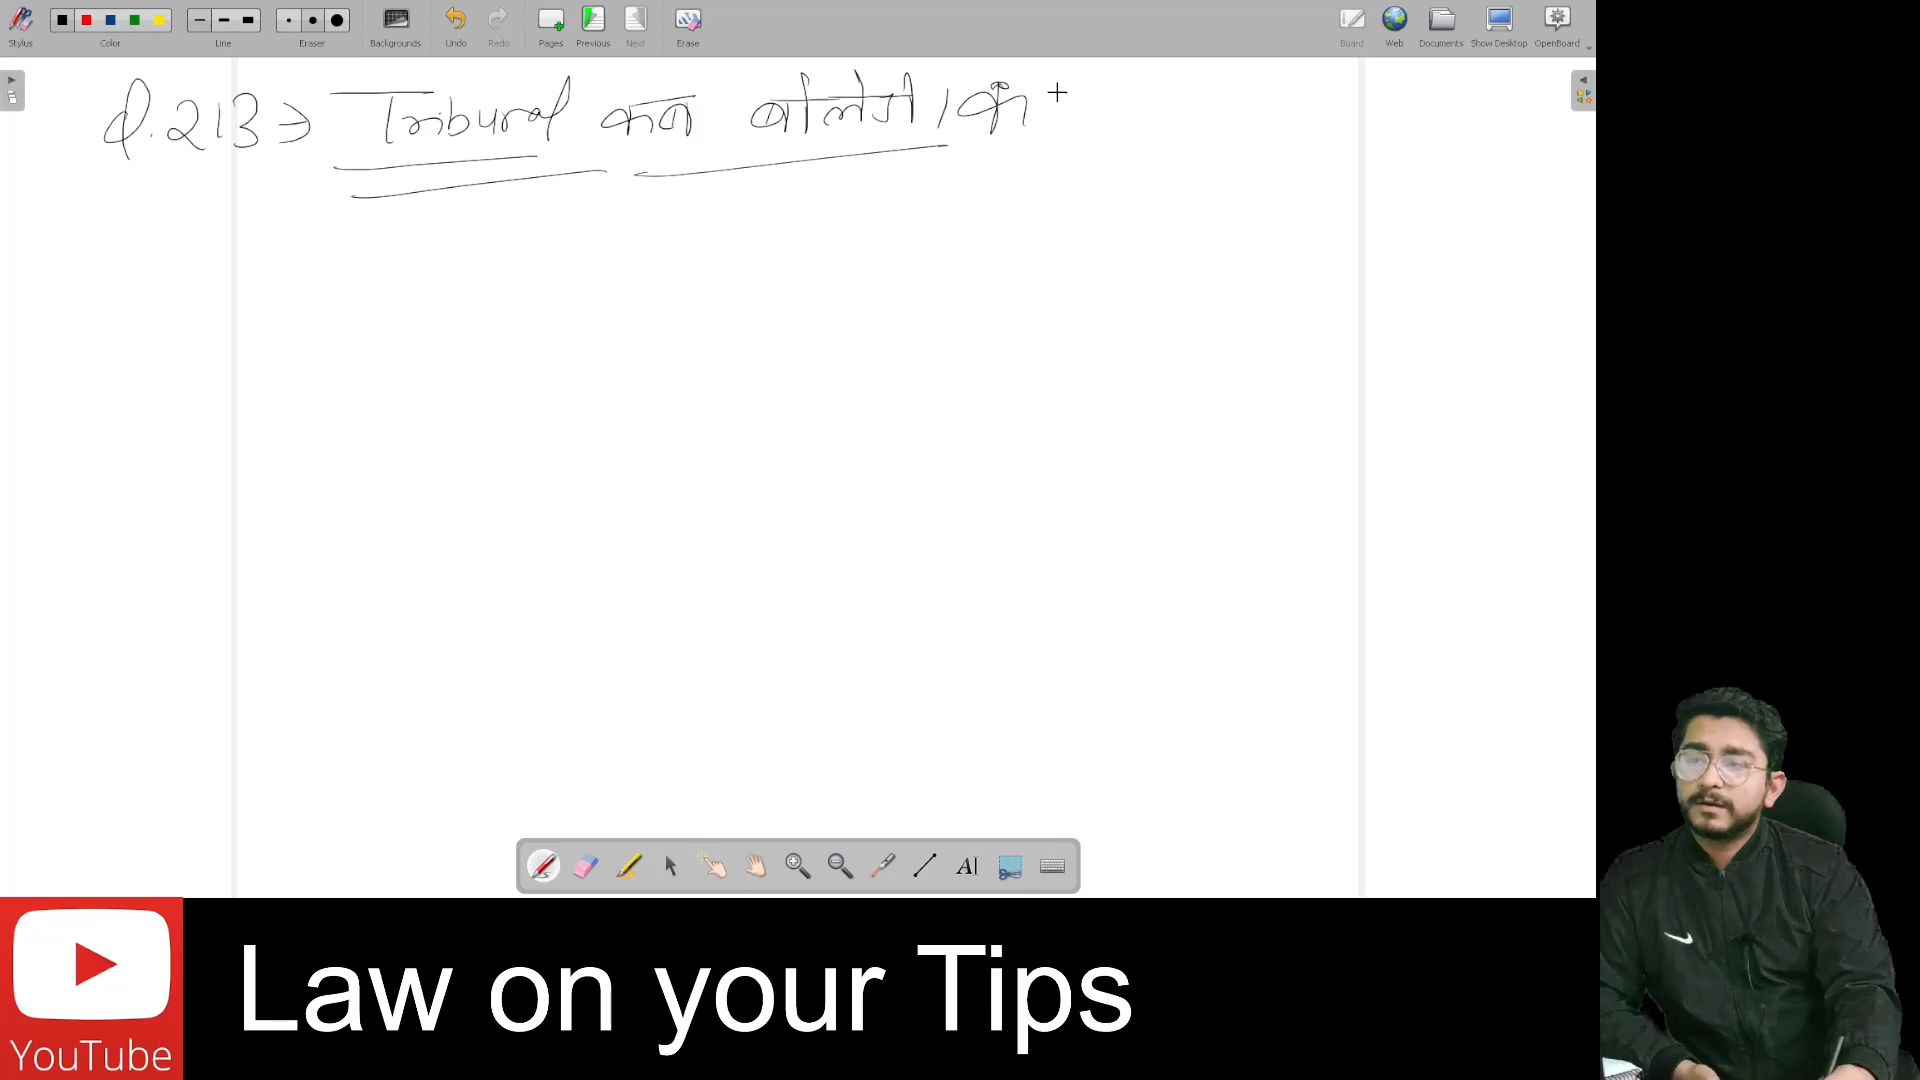 Stylus Color Line Eraser Backgrounds Undo Redo Pages Previous Next Erase Board Web Documents Show Desktop OpenBoard
Q.213 ⇒ Tribunal कब बोलेगे / कि
A
YouTube
Law on your Tips